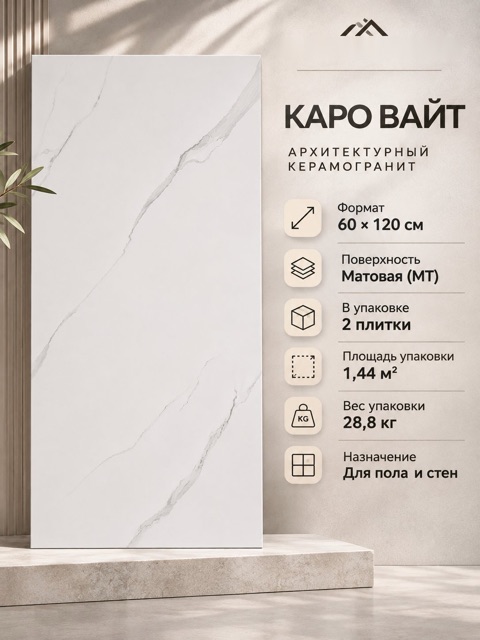 КАРО ВАЙТ
АРХИТЕКТУРНЫЙ
КЕРАМОГРАНИТ
Формат
60 × 120 см
Поверхность
Матовая (МТ)
В упаковке
2 плитки
Площадь упаковки
1,44 м²
KG
Вес упаковки
28,8 кг
Назначение
Для пола и стен